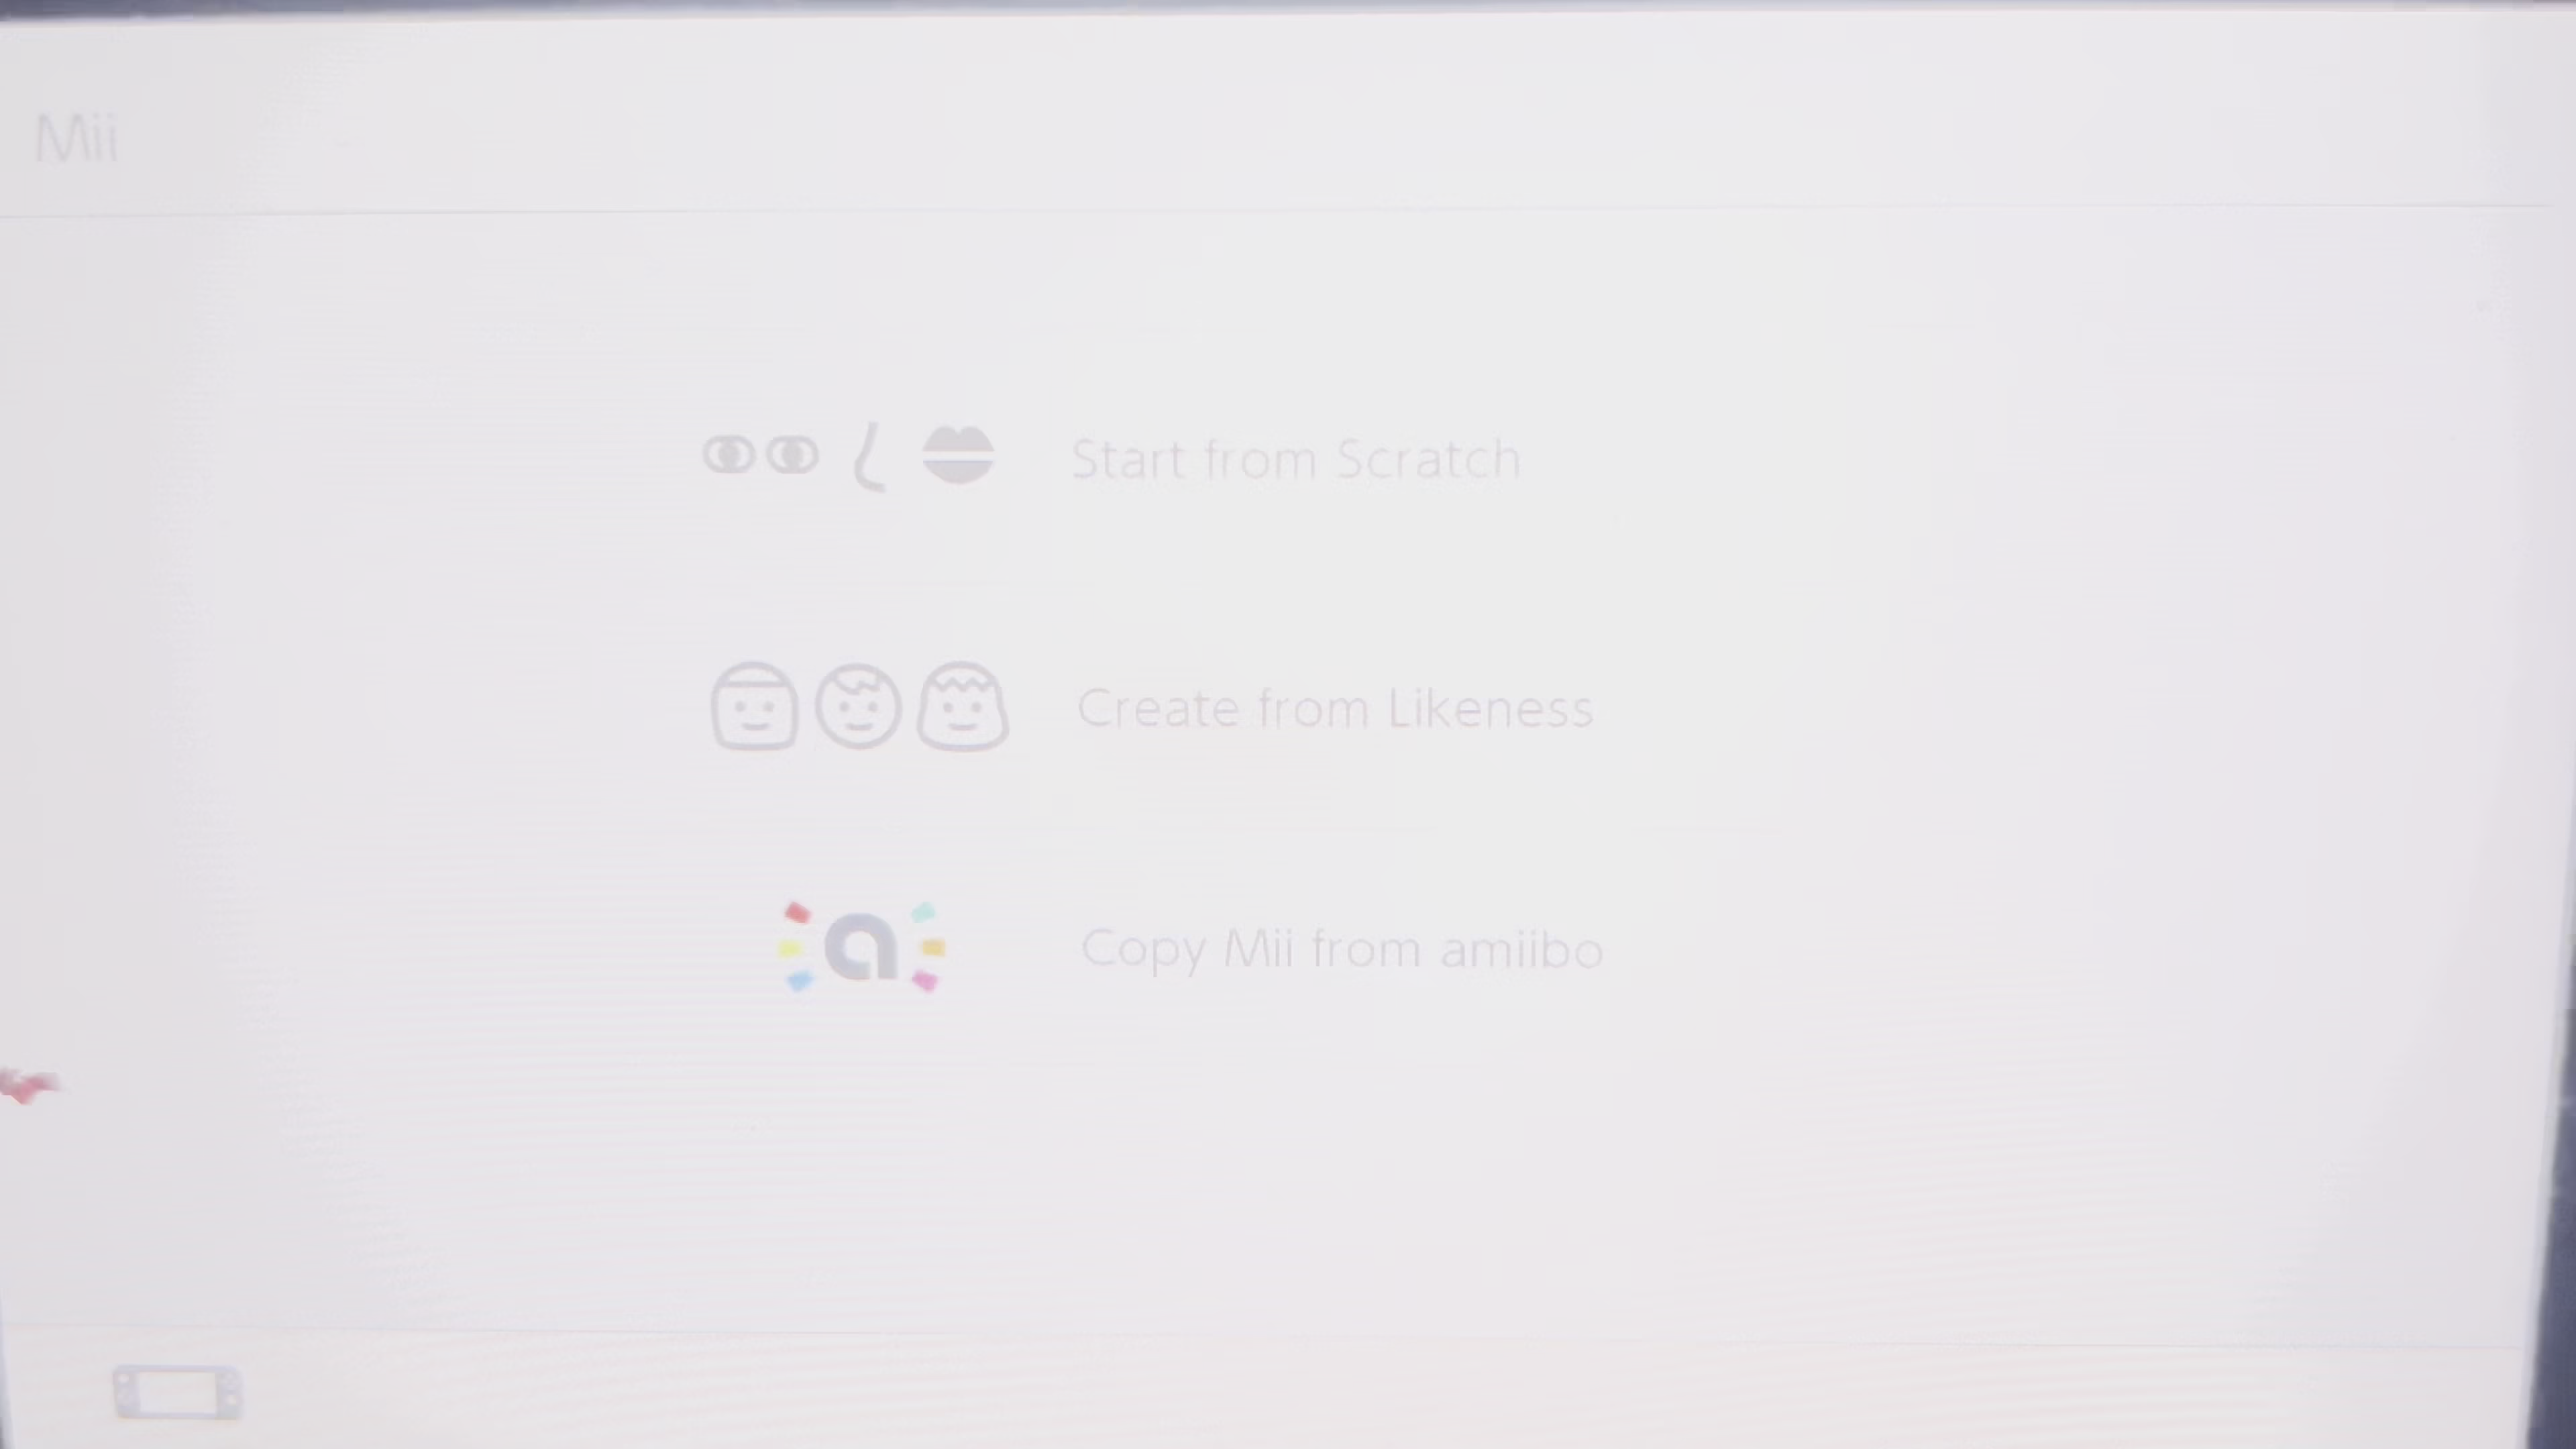 Mii
Start from Scratch
Create from Likeness
a
Copy Mii from amiibo